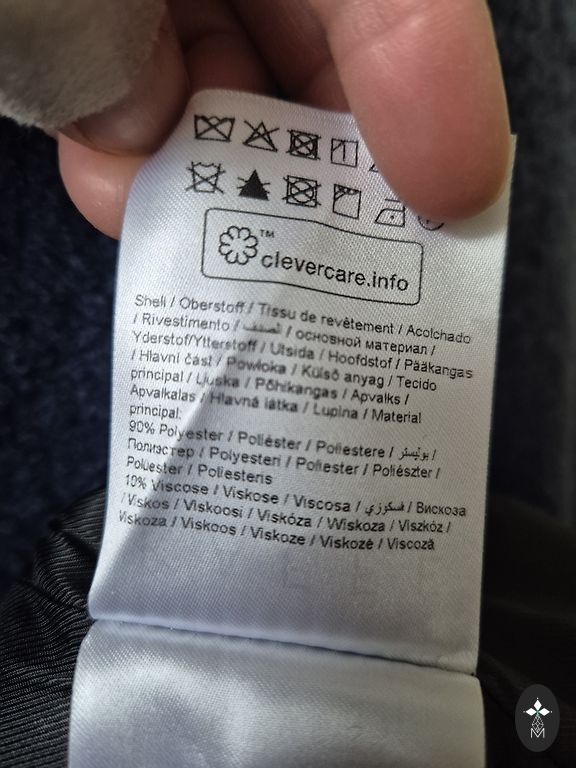 ™
clevercare.info
Shell / Oberstoff / Tissu de revêtement / Acolchado
/ Rivestimento / الصنف / основной материал /
Yderstof/Ytterstoff / Utsida / Hoofdstof / Pääkangas
/ Hlavní část / Powłoka / Külső anyag / Tecido
principal / Ljuska / Põhikangas / Apvalks /
Apvalkalas / Hlavná látka / Lupina / Material
principal:
90% Polyester / Poliéster / Poliestere / بوليستر /
Полиэстер / Polyesteri / Poliester / Poliészter /
Poliuester / Poliesteris
10% Viscose / Viskose / Viscosa / فسكوزي / Вискоза
/ Viskos / Viskoosi / Viskóza / Wiskoza / Viszkóz /
Viskoza / Viskoos / Viskoze / Viskozė / Viscoză
M